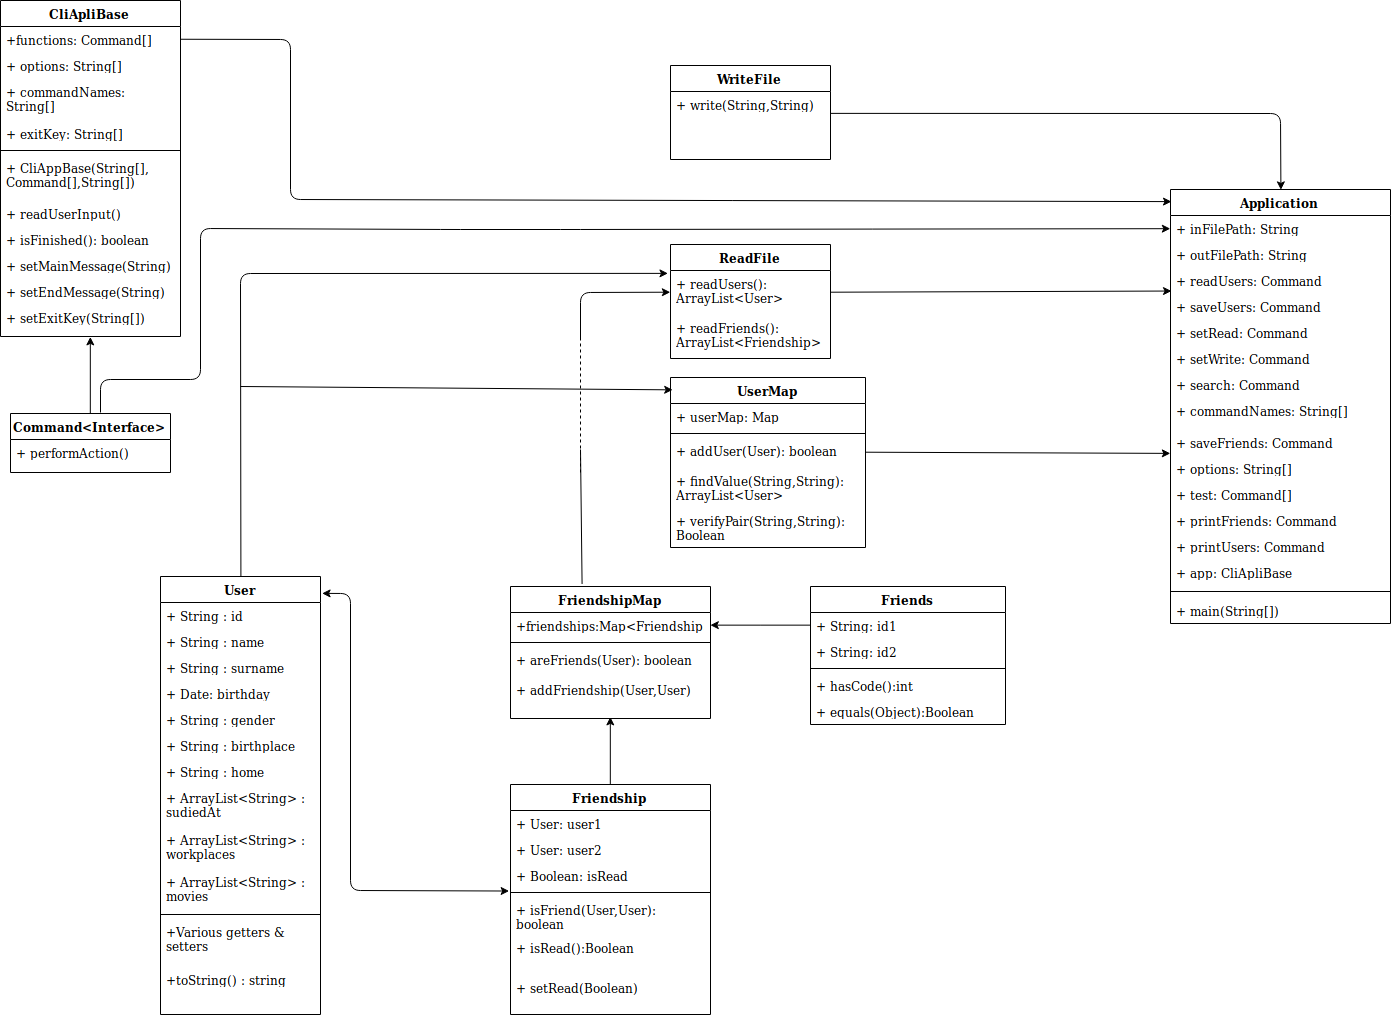 CliApliBase
+functions: Command[]
+ options: String[]
+ commandNames:
String[]
+ exitKey: String[]
+ CliAppBase(String[],
Command[],String[])
+ readUserInput()
+ isFinished(): boolean
+ setMainMessage(String)
+ setEndMessage(String)
+ setExitKey(String[])
Command<Interface>
+ performAction()
WriteFile
+ write(String,String)
ReadFile
+ readUsers():
ArrayList<User>
+ readFriends():
ArrayList<Friendship>
UserMap
+ userMap: Map
+ addUser(User): boolean
+ findValue(String,String):
ArrayList<User>
+ verifyPair(String,String):
Boolean
Application
+ inFilePath: String
+ outFilePath: String
+ readUsers: Command
+ saveUsers: Command
+ setRead: Command
+ setWrite: Command
+ search: Command
+ commandNames: String[]
+ saveFriends: Command
+ options: String[]
+ test: Command[]
+ printFriends: Command
+ printUsers: Command
+ app: CliApliBase
+ main(String[])
User
+ String : id
+ String : name
+ String : surname
+ Date: birthday
+ String : gender
+ String : birthplace
+ String : home
+ ArrayList<String> :
sudiedAt
+ ArrayList<String> :
workplaces
+ ArrayList<String> :
movies
+Various getters &
setters
+toString() : string
FriendshipMap
+friendships:Map<Friendship
+ areFriends(User): boolean
+ addFriendship(User,User)
Friends
+ String: id1
+ String: id2
+ hasCode():int
+ equals(Object):Boolean
Friendship
+ User: user1
+ User: user2
+ Boolean: isRead
+ isFriend(User,User):
boolean
+ isRead():Boolean
+ setRead(Boolean)